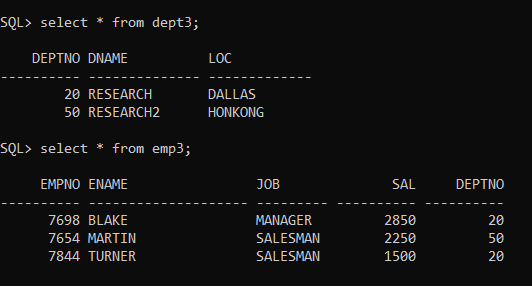 SQL> select * from dept3;
    DEPTNO DNAME          LOC
---------- -------------- -------------
        20 RESEARCH       DALLAS
        50 RESEARCH2      HONKONG
SQL> select * from emp3;
     EMPNO ENAME                JOB              SAL     DEPTNO
---------- -------------------- --------- ---------- ----------
      7698 BLAKE                MANAGER         2850         20
      7654 MARTIN               SALESMAN        2250         50
      7844 TURNER               SALESMAN        1500         20